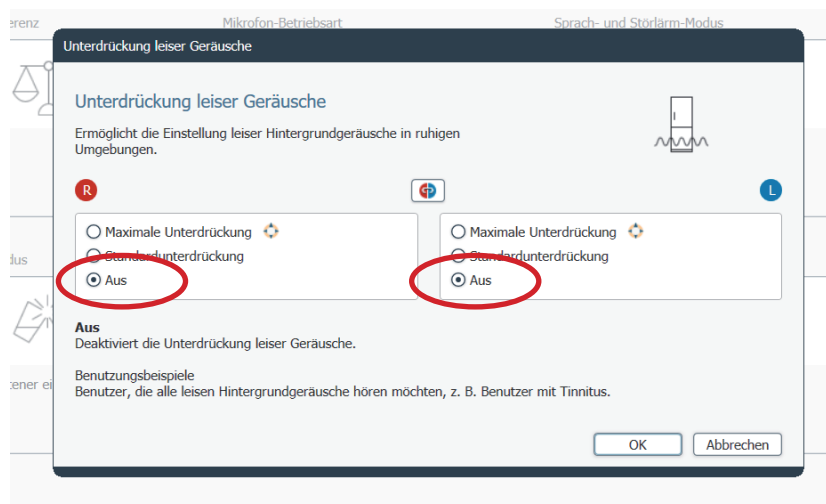 erenz Mikrofon-Betriebsart Sprach- und Störlärm-Modus
Unterdrückung leiser Geräusche
Unterdrückung leiser Geräusche
Ermöglicht die Einstellung leiser Hintergrundgeräusche in ruhigen
Umgebungen.
R L
Maximale Unterdrückung Maximale Unterdrückung
Standardunterdrückung Standardunterdrückung
dus
Aus Aus
Aus
Deaktiviert die Unterdrückung leiser Geräusche.
Benutzungsbeispiele
tener ei
Benutzer, die alle leisen Hintergrundgeräusche hören möchten, z. B. Benutzer mit Tinnitus.
OK Abbrechen